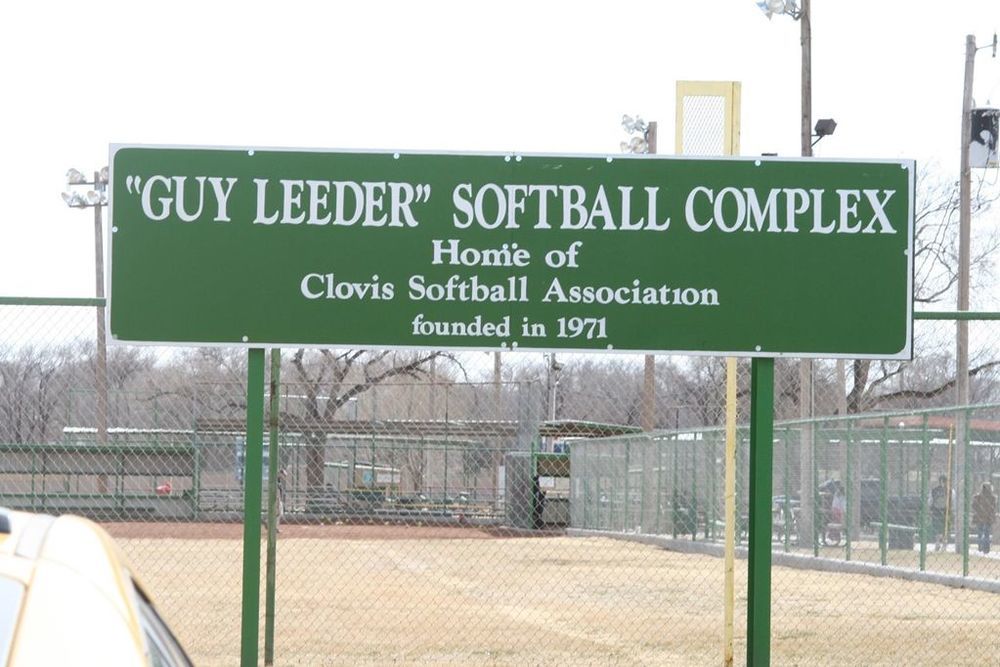 "GUY LEEDER" SOFTBALL COMPLEX
Home of
Clovis Softball Association
founded in 1971